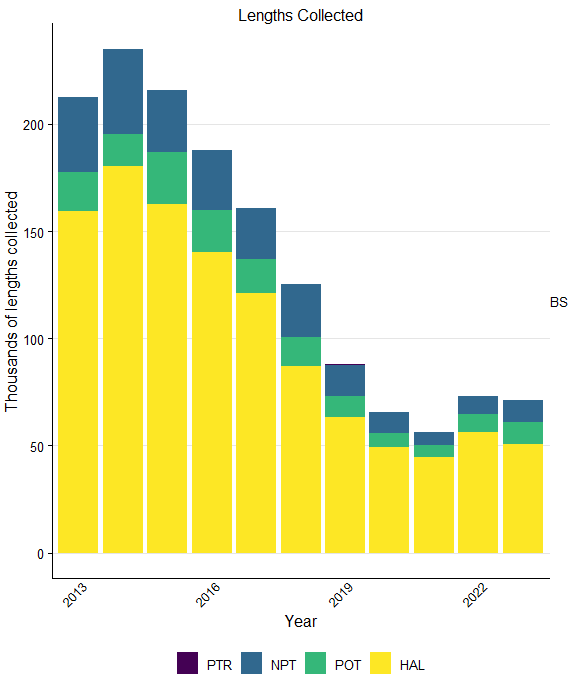 Lengths Collected
Thousands of lengths collected
200
150
100
50
0
BS
2013
2016
2019
2022
Year
PTR
NPT
POT
HAL